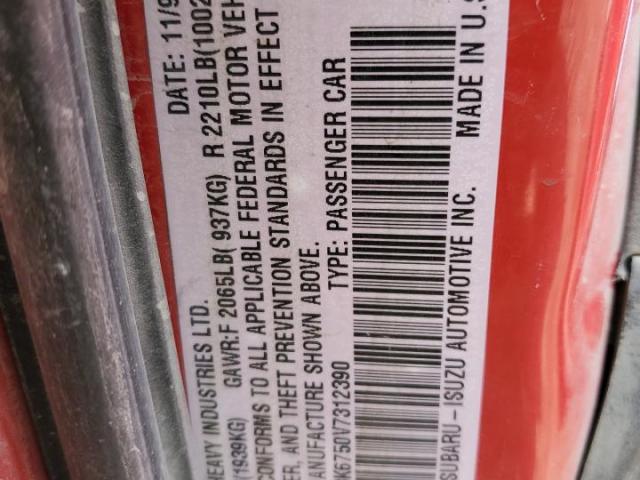 DATE: 11/9
HEAVY INDUSTRIES LTD.
(1939KG) GAWR:F 2065LB( 937KG) R 2210LB(1002
CONFORMS TO ALL APPLICABLE FEDERAL MOTOR VEH
ER, AND THEFT PREVENTION STANDARDS IN EFFECT
MANUFACTURE SHOWN ABOVE.
K6750V7312390 TYPE: PASSENGER CAR
SUBARU-ISUZU AUTOMOTIVE INC. MADE IN U.S